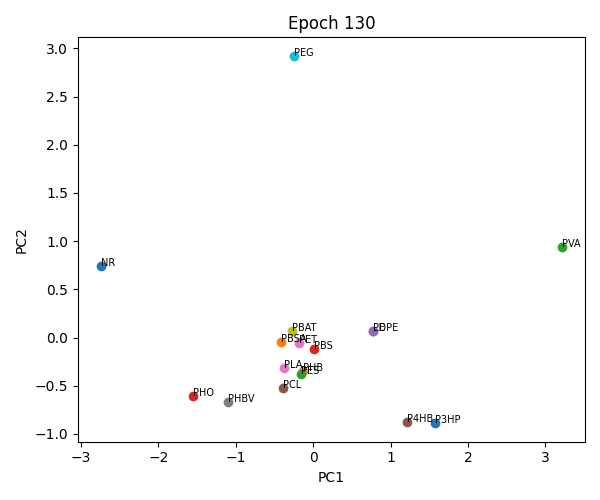 Epoch 130
3.0
2.5
2.0
1.5
1.0
0.5
0.0
−0.5
−1.0
PC2
PEG
PVA
NR
PBAT
PBSA
PET
PBS
LDPE
PLA
PHB
PES
PCL
PHO
PHBV
P4HB
P3HP
−3
−2
−1
0
1
2
3
PC1